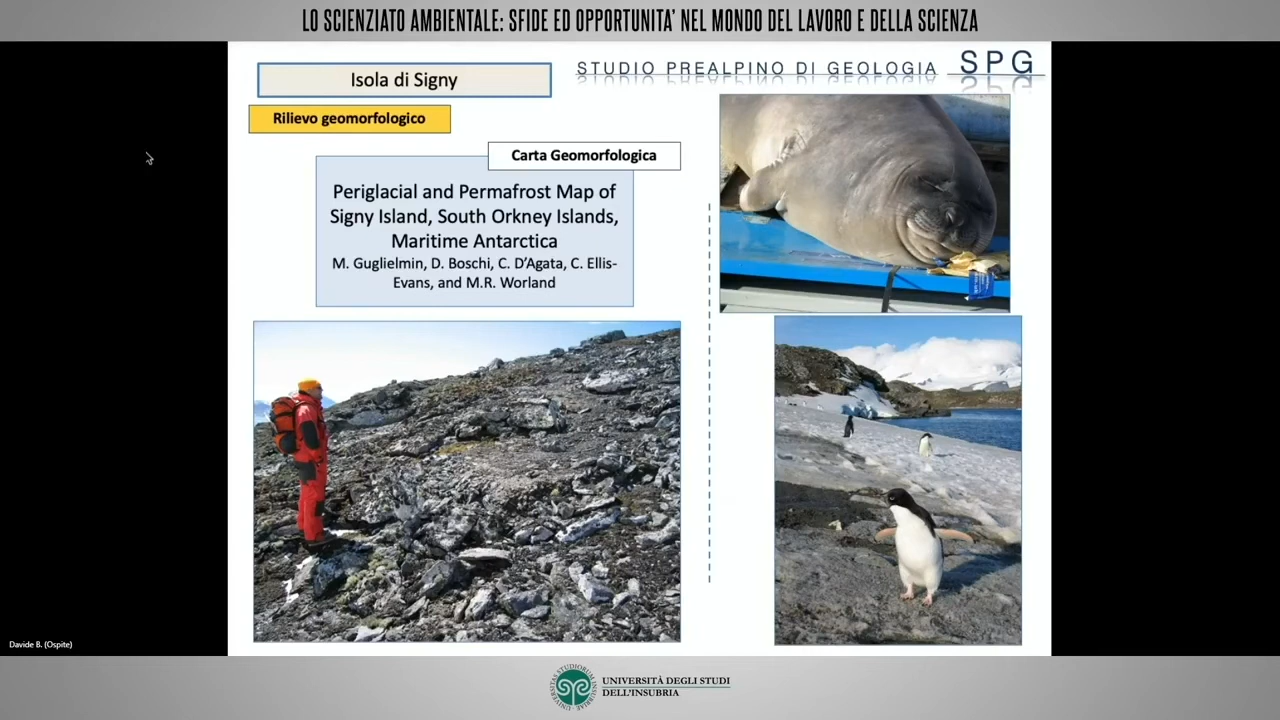 LO SCIENZIATO AMBIENTALE: SFIDE ED OPPORTUNITA' NEL MONDO DEL LAVORO E DELLA SCIENZA
Isola di Signy
STUDIO PREALPINO DI GEOLOGIA SPG
Rilievo geomorfologico
Carta Geomorfologica
Periglacial and Permafrost Map of
Signy Island, South Orkney Islands,
Maritime Antarctica
M. Guglielmin, D. Boschi, C. D'Agata, C. Ellis-
Evans, and M.R. Worland
Davide B. (Ospite)
UNIVERSITÀ DEGLI STUDI
DELL'INSUBRIA